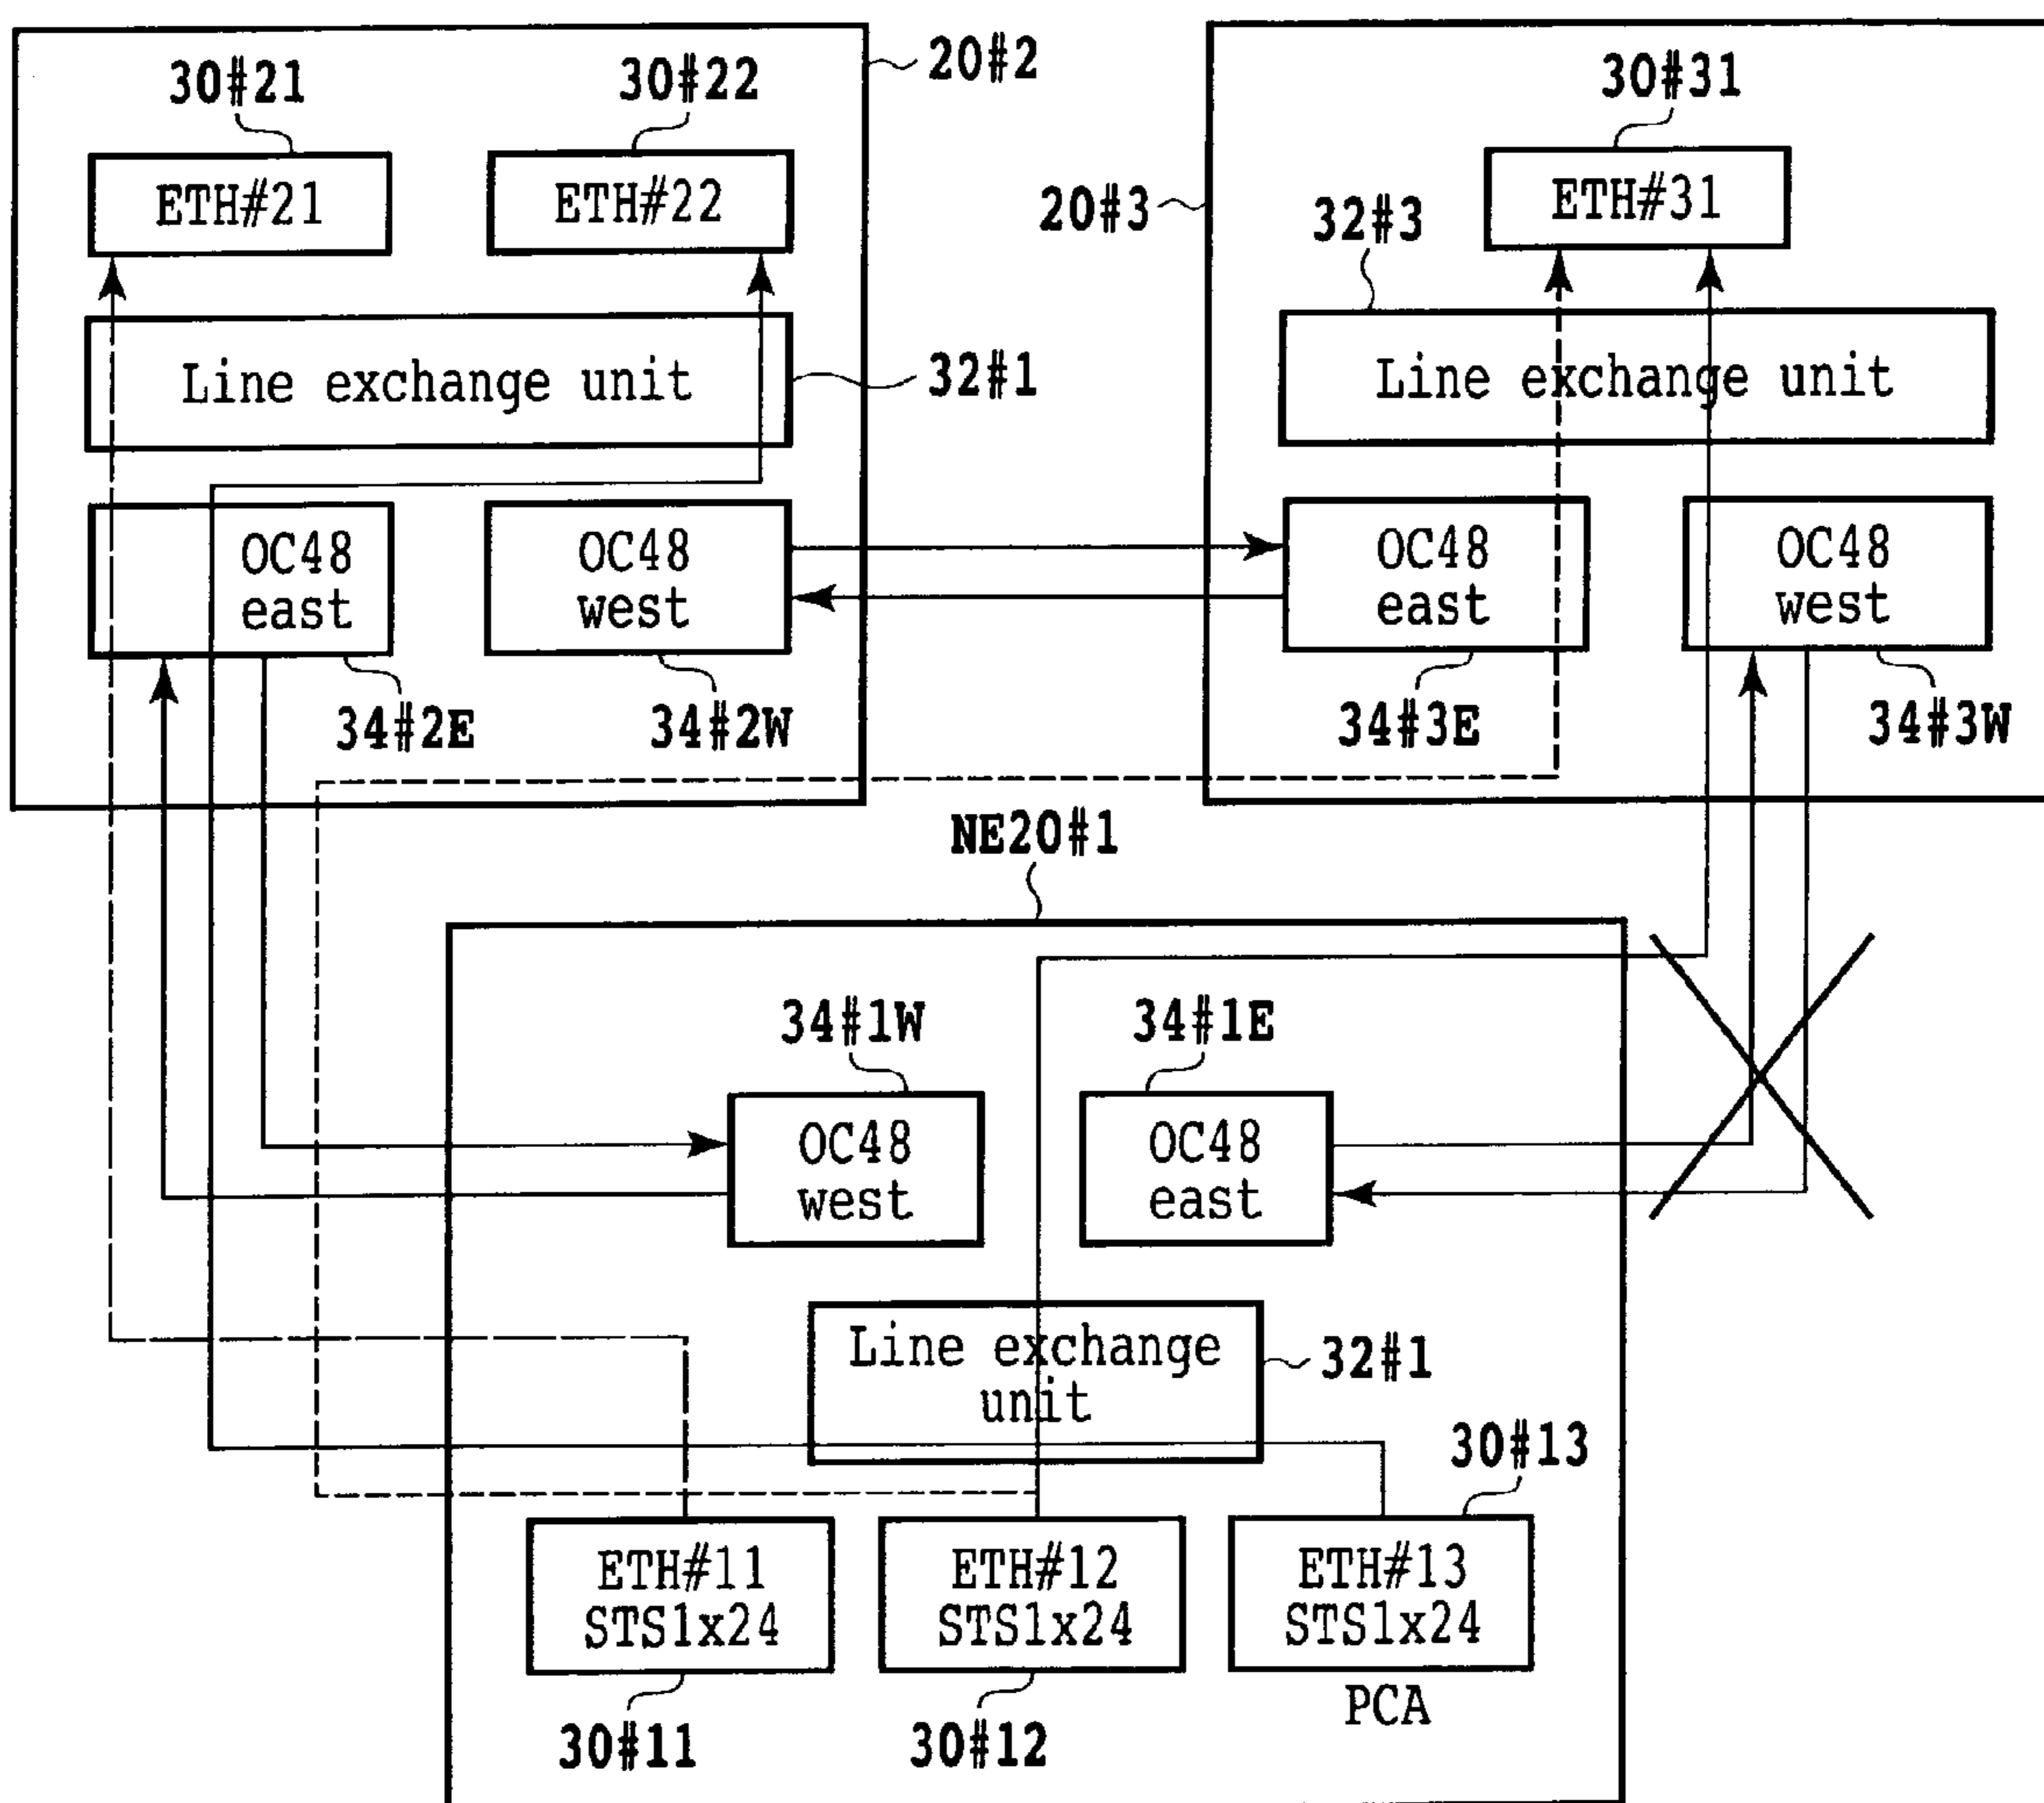 20#2
30#21
30#22
ETH#21
ETH#22
Line exchange unit
32#1
OC48
east
OC48
west
34#2E
34#2W
20#3
30#31
ETH#31
32#3
Line exchange unit
OC48
east
OC48
west
34#3E
34#3W
NE20#1
34#1W
34#1E
OC48
west
OC48
east
Line exchange
unit
32#1
30#13
ETH#11
STS1x24
ETH#12
STS1x24
ETH#13
STS1x24
PCA
30#11
30#12